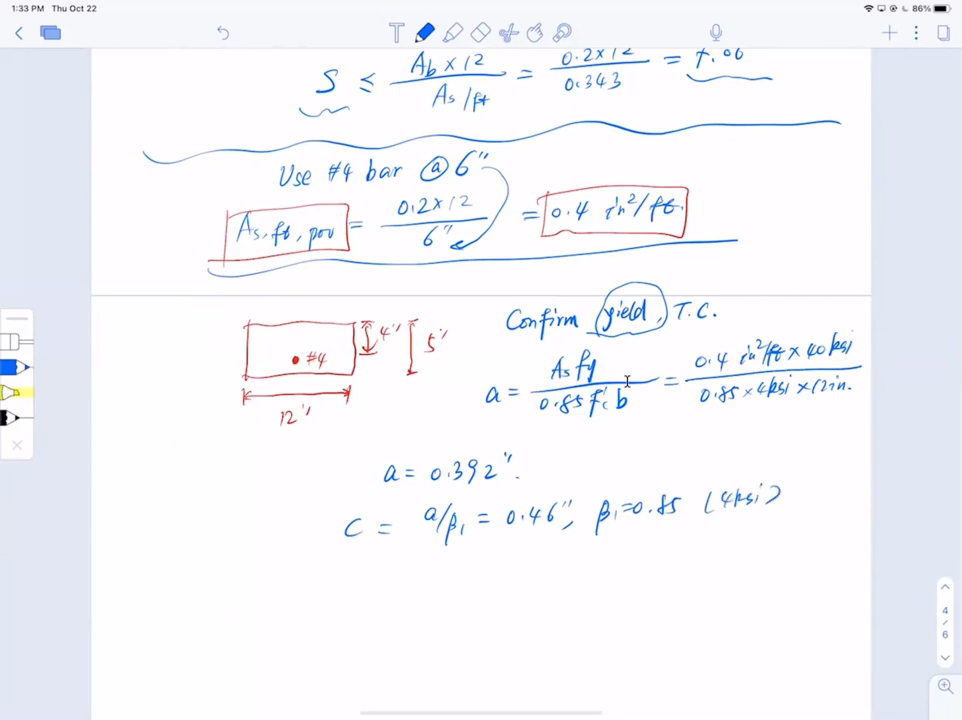 1:33 PM Thu Oct 22
86%
T
S ≤ Ab × 12 / As/ft = 0.2×12 / 0.343 = 7.00
Use #4 bar @ 6"
As,ft,pov = 0.2×12 / 6" = 0.4 in²/ft.
Confirm yield, T.C.
4"
5"
#4
12"
a = As fy / 0.85 f'c b = 0.4 in²/ft × 40ksi / 0.85 × 4ksi × 12in.
a = 0.392".
C = a/β₁ = 0.46", β₁=0.85 (4ksi)
4
/
6